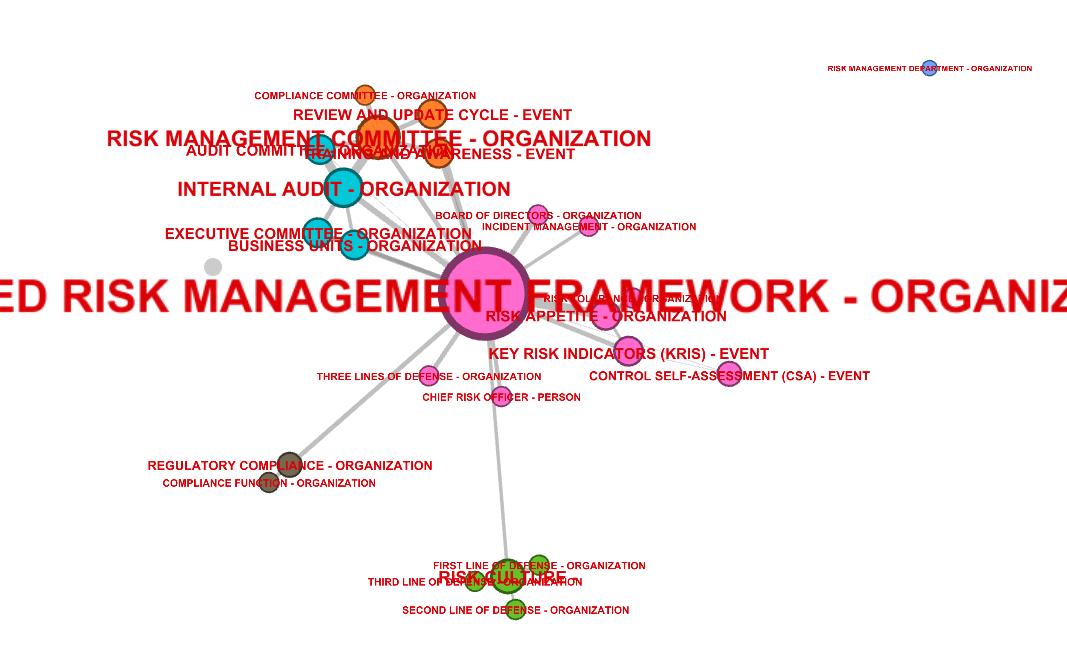 RISK MANAGEMENT DEPARTMENT - ORGANIZATION
COMPLIANCE COMMITTEE - ORGANIZATION
REVIEW AND UPDATE CYCLE - EVENT
RISK MANAGEMENT COMMITTEE - ORGANIZATION
AUDIT COMMITTEE - ORGANIZATION
TRAINING AND AWARENESS - EVENT
INTERNAL AUDIT - ORGANIZATION
BOARD OF DIRECTORS - ORGANIZATION
INCIDENT MANAGEMENT - ORGANIZATION
EXECUTIVE COMMITTEE - ORGANIZATION
BUSINESS UNITS - ORGANIZATION
ED RISK MANAGEMENT FRAMEWORK - ORGANIZ
RISK TOLERANCE - ORGANIZATION
RISK APPETITE - ORGANIZATION
KEY RISK INDICATORS (KRIS) - EVENT
CONTROL SELF-ASSESSMENT (CSA) - EVENT
THREE LINES OF DEFENSE - ORGANIZATION
CHIEF RISK OFFICER - PERSON
REGULATORY COMPLIANCE - ORGANIZATION
COMPLIANCE FUNCTION - ORGANIZATION
FIRST LINE OF DEFENSE - ORGANIZATION
RISK CULTURE -
THIRD LINE OF DEFENSE - ORGANIZATION
SECOND LINE OF DEFENSE - ORGANIZATION